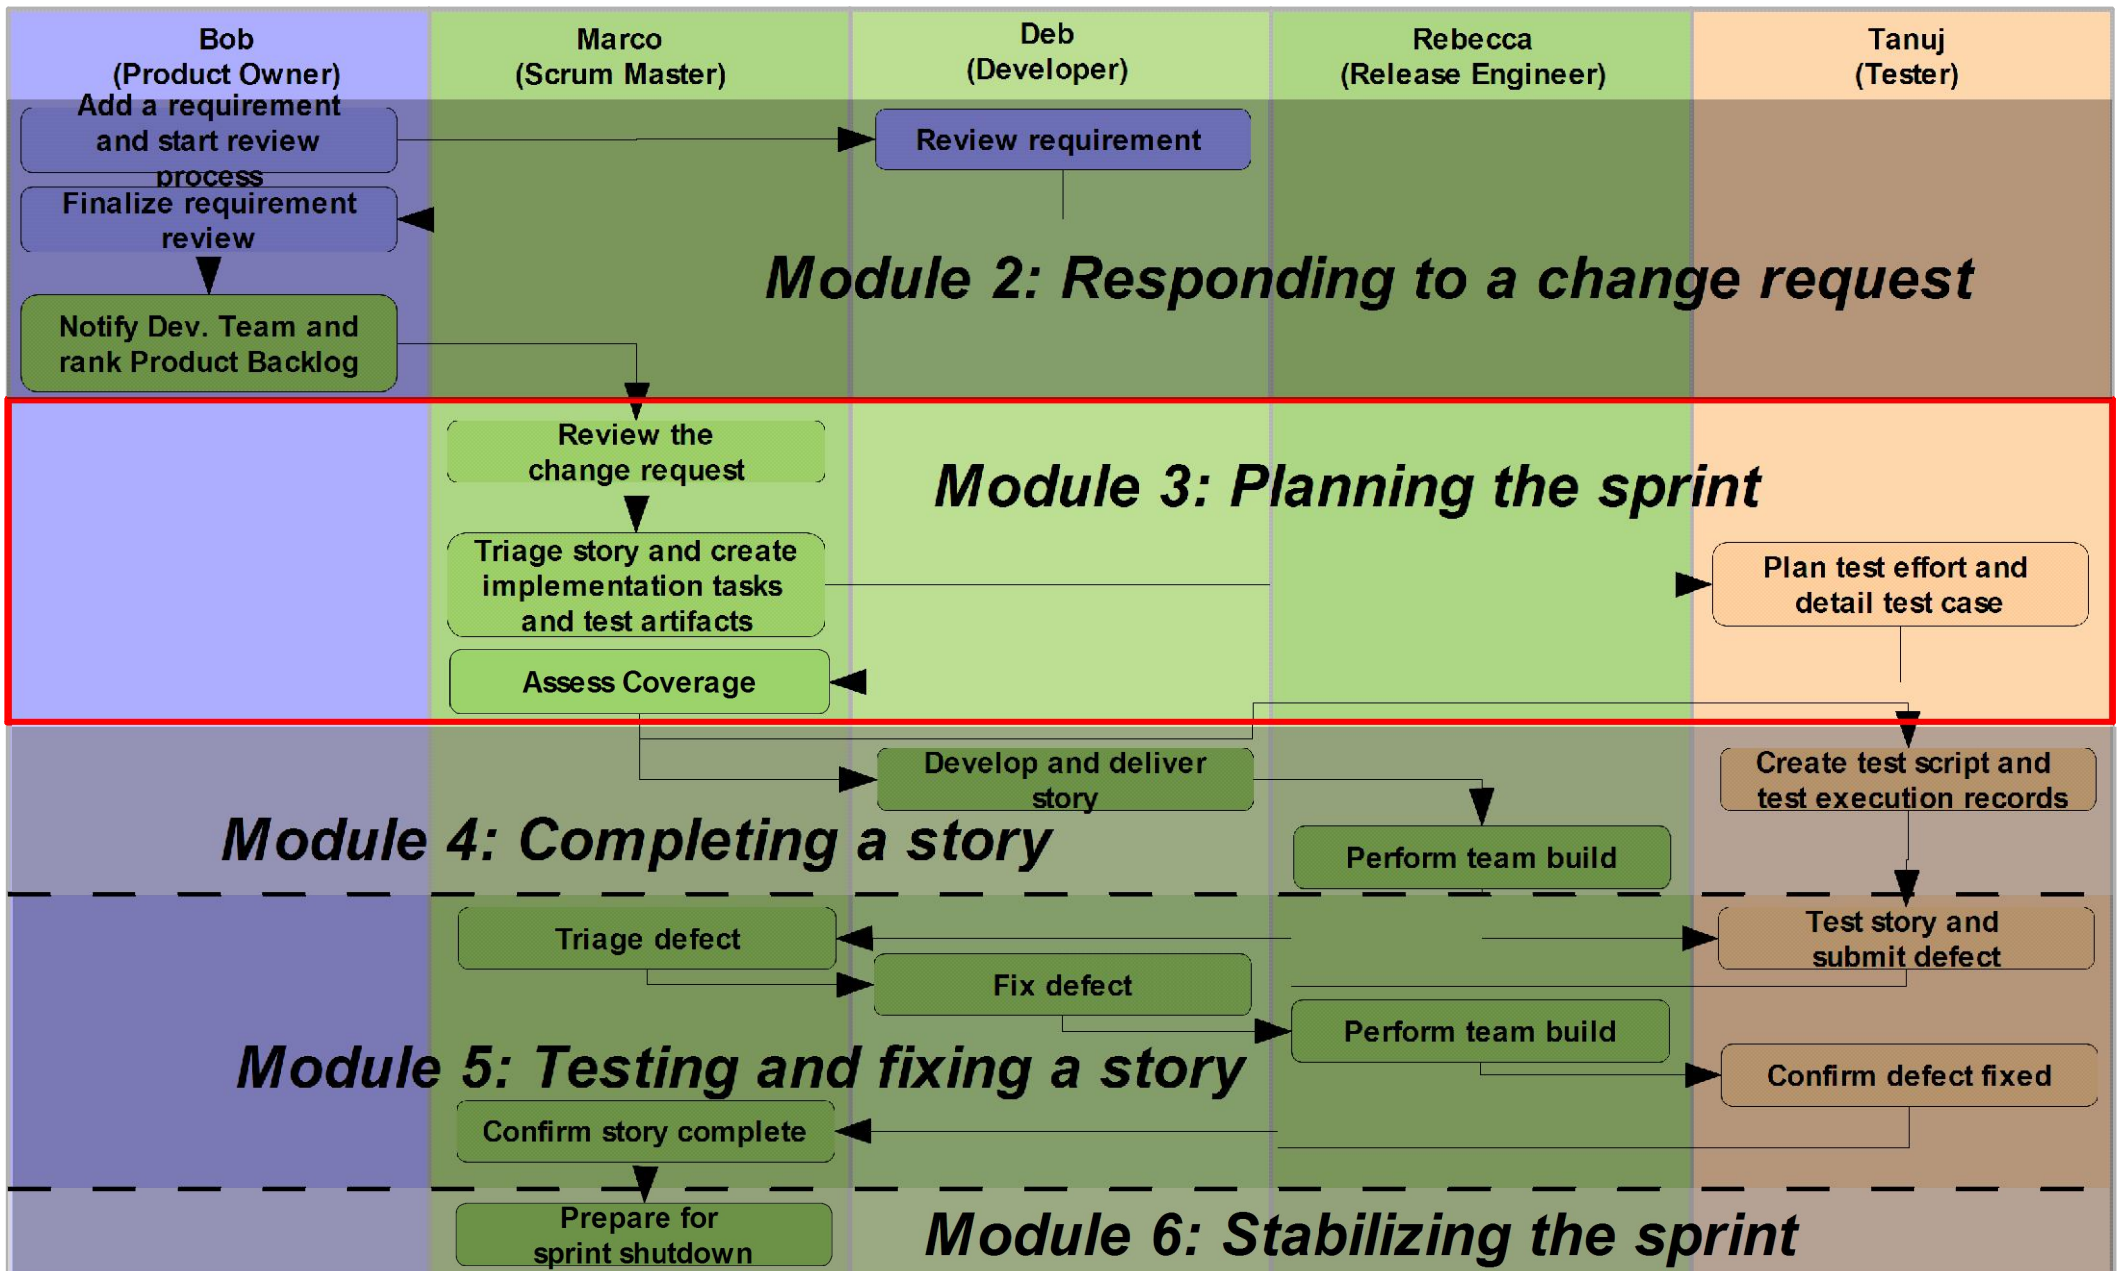 Bob
(Product Owner)
Marco
(Scrum Master)
Deb
(Developer)
Rebecca
(Release Engineer)
Tanuj
(Tester)
Add a requirement
and start review
process
Review requirement
Finalize requirement
review
Module 2: Responding to a change request
Notify Dev. Team and
rank Product Backlog
Review the
change request
Module 3: Planning the sprint
Triage story and create
implementation tasks
and test artifacts
Plan test effort and
detail test case
Assess Coverage
Develop and deliver
story
Create test script and
test execution records
Module 4: Completing a story
Perform team build
Triage defect
Test story and
submit defect
Fix defect
Perform team build
Module 5: Testing and fixing a story
Confirm defect fixed
Confirm story complete
Prepare for
sprint shutdown
Module 6: Stabilizing the sprint